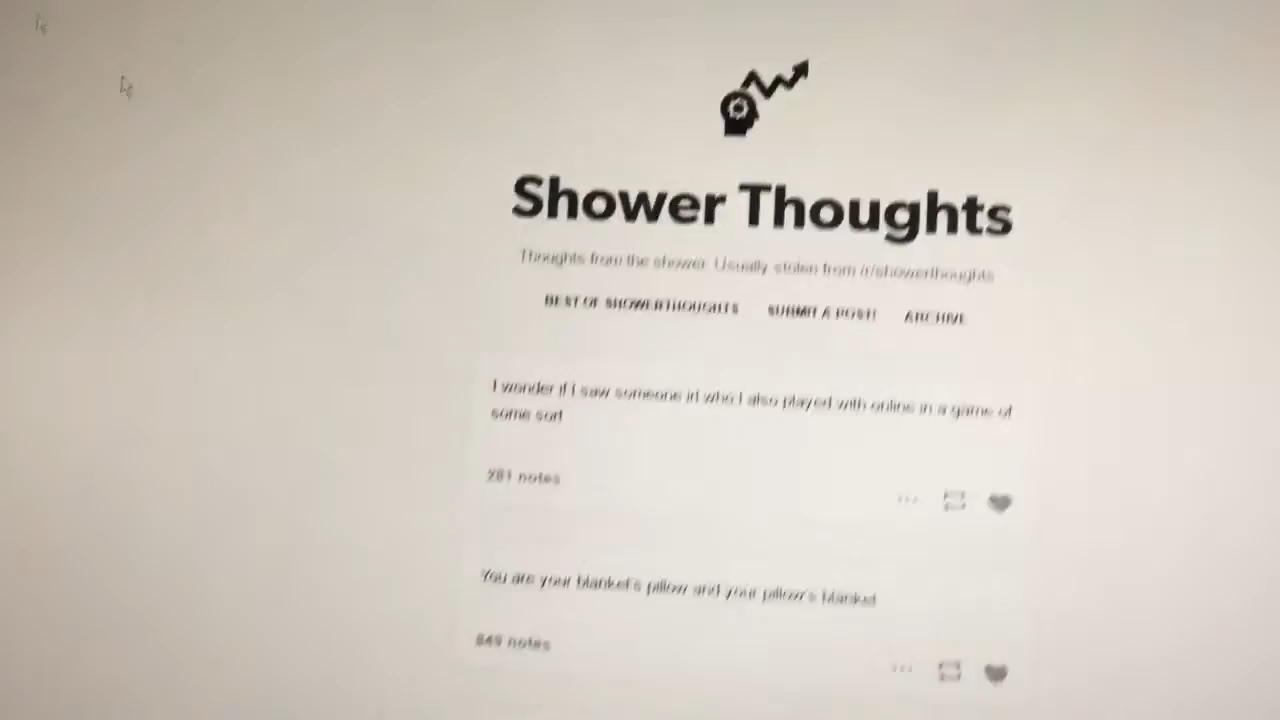 Shower Thoughts
Thoughts from the shower. Usually stolen from /r/showerthoughts
BEST OF SHOWERTHOUGHTS SUBMIT A POST! ARCHIVE
I wonder if I saw someone irl who I also played with online in a game of
some sort
281 notes
You are your blanket's pillow and your pillow's blanket
849 notes